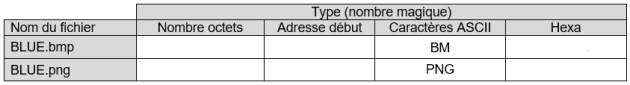 Type (nombre magique)
Nom du fichier Nombre octets Adresse début Caractères ASCII Hexa
BLUE.bmp BM
BLUE.png PNG